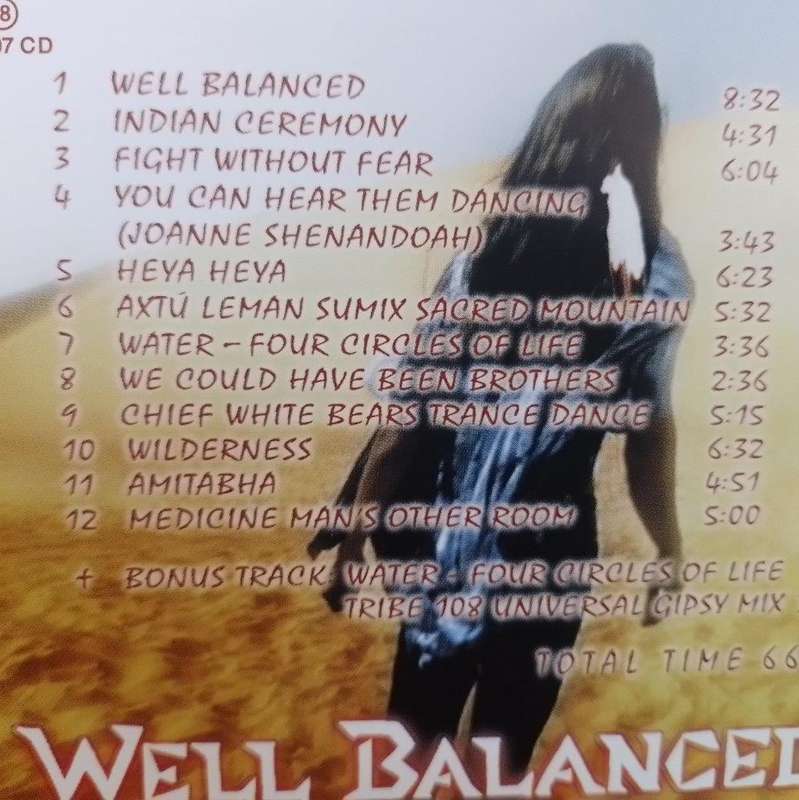 8
07 CD
1 WELL BALANCED 8:32
2 INDIAN CEREMONY 4:31
3 FIGHT WITHOUT FEAR 6:04
4 YOU CAN HEAR THEM DANCING
(JOANNE SHENANDOAH) 3:43
5 HEYA HEYA 6:23
6 AXTÚ LEMAN SUMIX SACRED MOUNTAIN 5:32
7 WATER – FOUR CIRCLES OF LIFE 3:36
8 WE COULD HAVE BEEN BROTHERS 2:36
9 CHIEF WHITE BEARS TRANCE DANCE 5:15
10 WILDERNESS 6:32
11 AMITABHA 4:51
12 MEDICINE MAN'S OTHER ROOM 5:00
+ BONUS TRACK: WATER – FOUR CIRCLES OF LIFE
TRIBE 108 UNIVERSAL GIPSY MIX
TOTAL TIME 66
WELL BALANCED